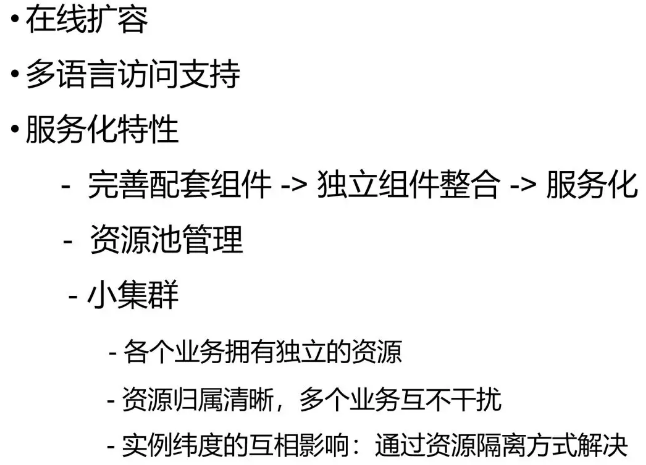 •在线扩容
•多语言访问支持
•服务化特性
- 完善配套组件 -> 独立组件整合 -> 服务化
- 资源池管理
- 小集群
- 各个业务拥有独立的资源
- 资源归属清晰，多个业务互不干扰
- 实例纬度的互相影响：通过资源隔离方式解决